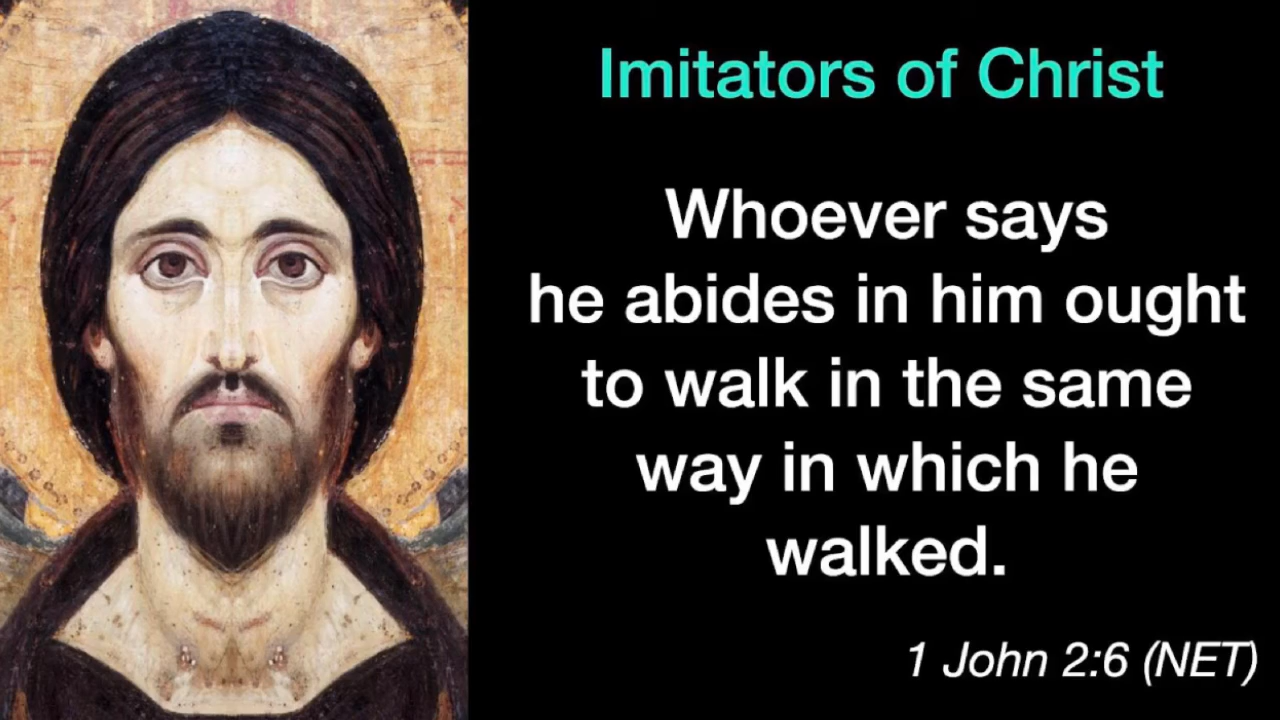 Imitators of Christ
Whoever says
he abides in him ought
to walk in the same
way in which he
walked.
1 John 2:6 (NET)